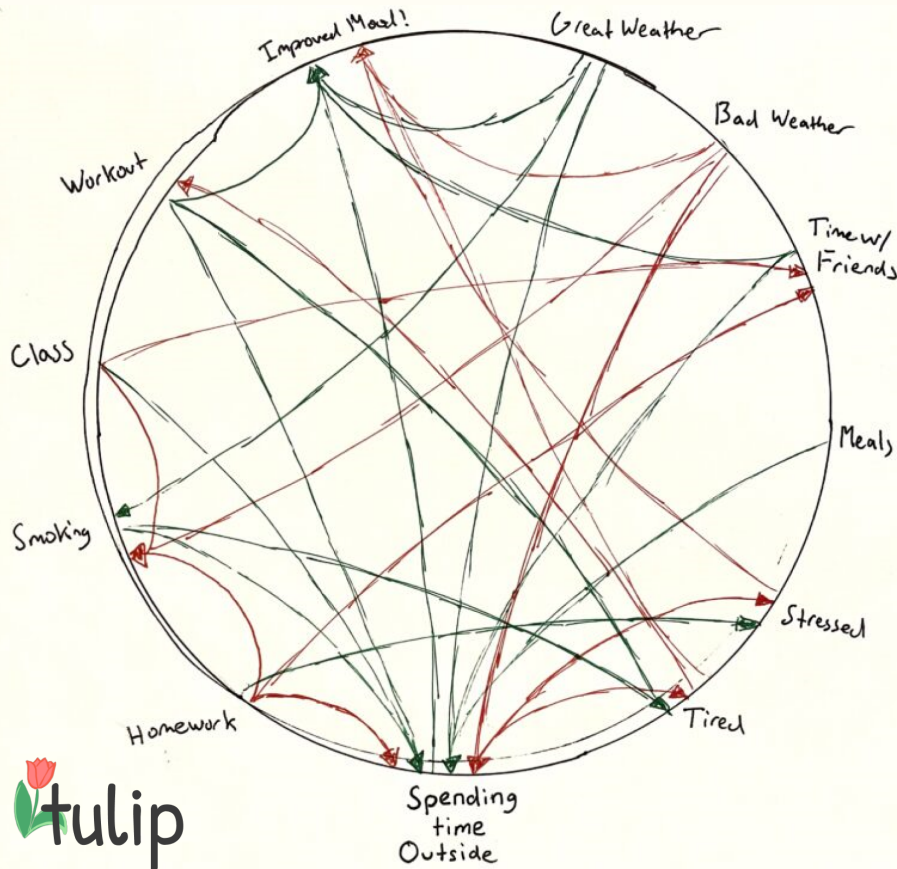 Improved Mood!
Great Weather
Bad Weather
Time w/
Friends
Meals
Stressed
Tired
Spending
time
Outside
Homework
Smoking
Class
Workout
tulip